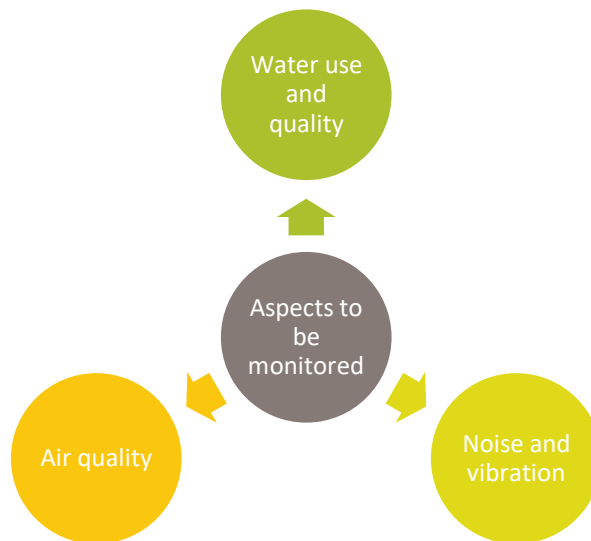 Water use
and
quality
Aspects to
be
monitored
Air quality
Noise and
vibration